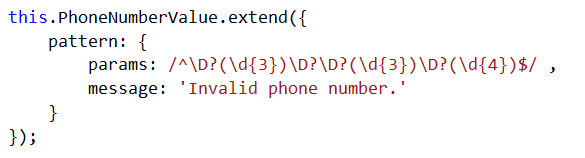 this.PhoneNumberValue.extend({
    pattern: {
        params: /^\D?(\d{3})\D?\D?(\d{3})\D?(\d{4})$/ ,
        message: 'Invalid phone number.'
    }
});